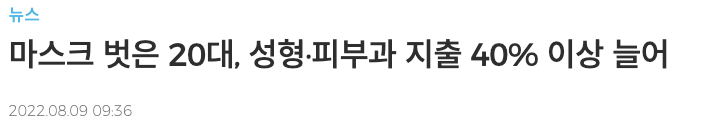 뉴스
마스크 벗은 20대, 성형·피부과 지출 40% 이상 늘어
2022.08.09 09:36